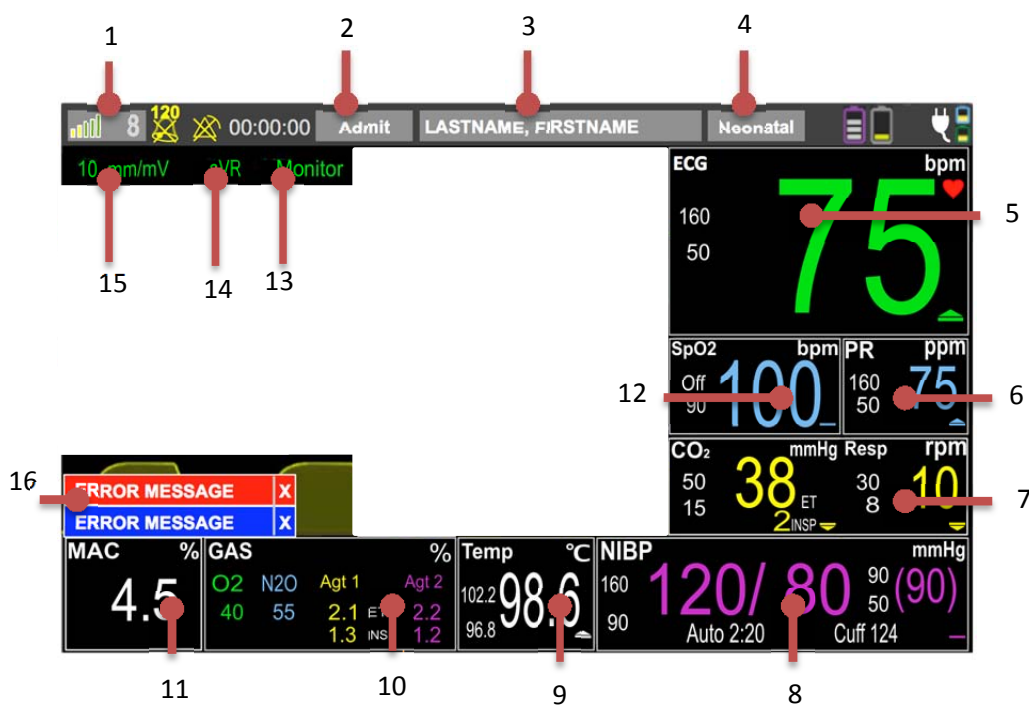 1 2 3 4
8 120 00:00:00 Admit LASTNAME, FIRSTNAME Neonatal
10 mm/mV aVR Monitor
15 14 13
ECG bpm
160
50
75
5
SpO2 bpm
Off
90
100
12
PR ppm
160
50
75
6
CO2 mmHg
50
15
38 ET
2 INSP
Resp rpm
30
8
10
7
16
ERROR MESSAGE X
ERROR MESSAGE X
MAC %
4.5
GAS %
O2 N2O Agt 1 Agt 2
40 55 2.1 ET 2.2
1.3 INS 1.2
Temp °C
102.2
96.8
98.6
NIBP mmHg
160
90
120/ 80
90
50
(90)
Auto 2:20 Cuff 124
11 10 9 8